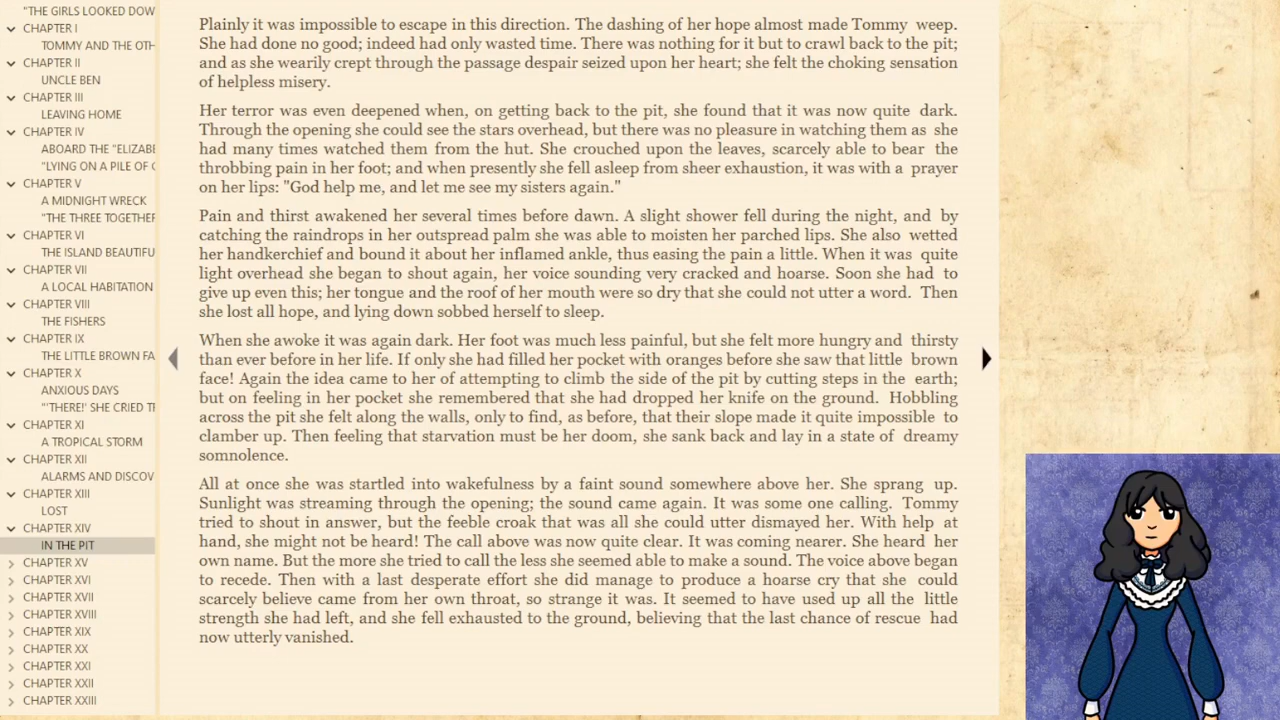 "THE GIRLS LOOKED DOW
CHAPTER I
TOMMY AND THE OTH
CHAPTER II
UNCLE BEN
CHAPTER III
LEAVING HOME
CHAPTER IV
ABOARD THE "ELIZABE
"LYING ON A PILE OF C
CHAPTER V
A MIDNIGHT WRECK
"THE THREE TOGETHER
CHAPTER VI
THE ISLAND BEAUTIFU
CHAPTER VII
A LOCAL HABITATION
CHAPTER VIII
THE FISHERS
CHAPTER IX
THE LITTLE BROWN FA
CHAPTER X
ANXIOUS DAYS
"'THERE!' SHE CRIED TR
CHAPTER XI
A TROPICAL STORM
CHAPTER XII
ALARMS AND DISCOV
CHAPTER XIII
LOST
CHAPTER XIV
IN THE PIT
CHAPTER XV
CHAPTER XVI
CHAPTER XVII
CHAPTER XVIII
CHAPTER XIX
CHAPTER XX
CHAPTER XXI
CHAPTER XXII
CHAPTER XXIII
Plainly it was impossible to escape in this direction. The dashing of her hope almost made Tommy weep.
She had done no good; indeed had only wasted time. There was nothing for it but to crawl back to the pit;
and as she wearily crept through the passage despair seized upon her heart; she felt the choking sensation
of helpless misery.
Her terror was even deepened when, on getting back to the pit, she found that it was now quite dark.
Through the opening she could see the stars overhead, but there was no pleasure in watching them as she
had many times watched them from the hut. She crouched upon the leaves, scarcely able to bear the
throbbing pain in her foot; and when presently she fell asleep from sheer exhaustion, it was with a prayer
on her lips: "God help me, and let me see my sisters again."
Pain and thirst awakened her several times before dawn. A slight shower fell during the night, and by
catching the raindrops in her outspread palm she was able to moisten her parched lips. She also wetted
her handkerchief and bound it about her inflamed ankle, thus easing the pain a little. When it was quite
light overhead she began to shout again, her voice sounding very cracked and hoarse. Soon she had to
give up even this; her tongue and the roof of her mouth were so dry that she could not utter a word. Then
she lost all hope, and lying down sobbed herself to sleep.
When she awoke it was again dark. Her foot was much less painful, but she felt more hungry and thirsty
than ever before in her life. If only she had filled her pocket with oranges before she saw that little brown
face! Again the idea came to her of attempting to climb the side of the pit by cutting steps in the earth;
but on feeling in her pocket she remembered that she had dropped her knife on the ground. Hobbling
across the pit she felt along the walls, only to find, as before, that their slope made it quite impossible to
clamber up. Then feeling that starvation must be her doom, she sank back and lay in a state of dreamy
somnolence.
All at once she was startled into wakefulness by a faint sound somewhere above her. She sprang up.
Sunlight was streaming through the opening; the sound came again. It was some one calling. Tommy
tried to shout in answer, but the feeble croak that was all she could utter dismayed her. With help at
hand, she might not be heard! The call above was now quite clear. It was coming nearer. She heard her
own name. But the more she tried to call the less she seemed able to make a sound. The voice above began
to recede. Then with a last desperate effort she did manage to produce a hoarse cry that she could
scarcely believe came from her own throat, so strange it was. It seemed to have used up all the little
strength she had left, and she fell exhausted to the ground, believing that the last chance of rescue had
now utterly vanished.